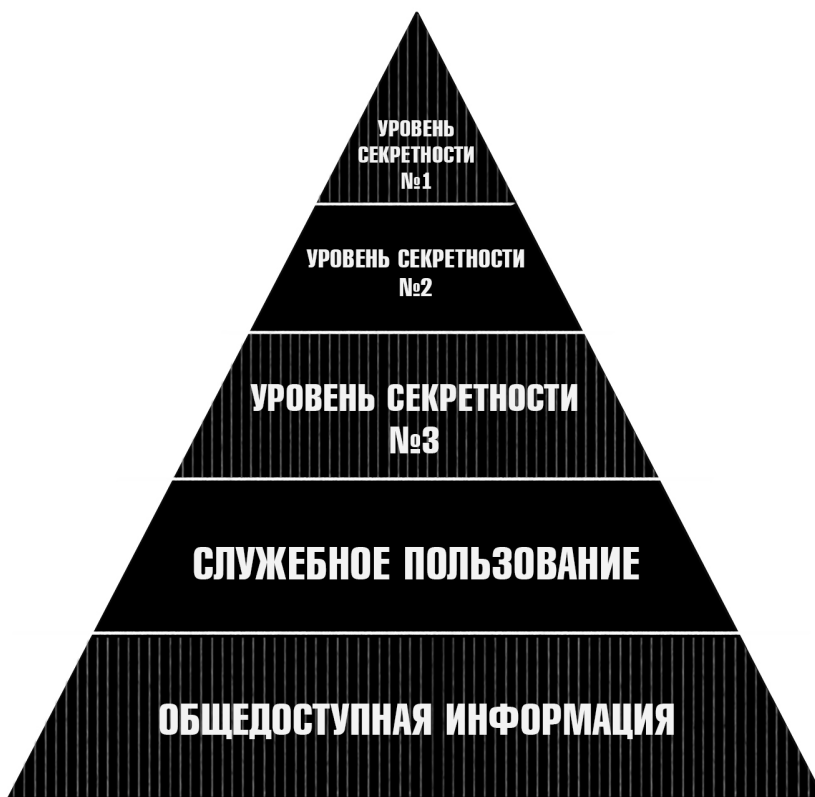 УРОВЕНЬ
СЕКРЕТНОСТИ
№1
УРОВЕНЬ СЕКРЕТНОСТИ
№2
УРОВЕНЬ СЕКРЕТНОСТИ
№3
СЛУЖЕБНОЕ ПОЛЬЗОВАНИЕ
ОБЩЕДОСТУПНАЯ ИНФОРМАЦИЯ